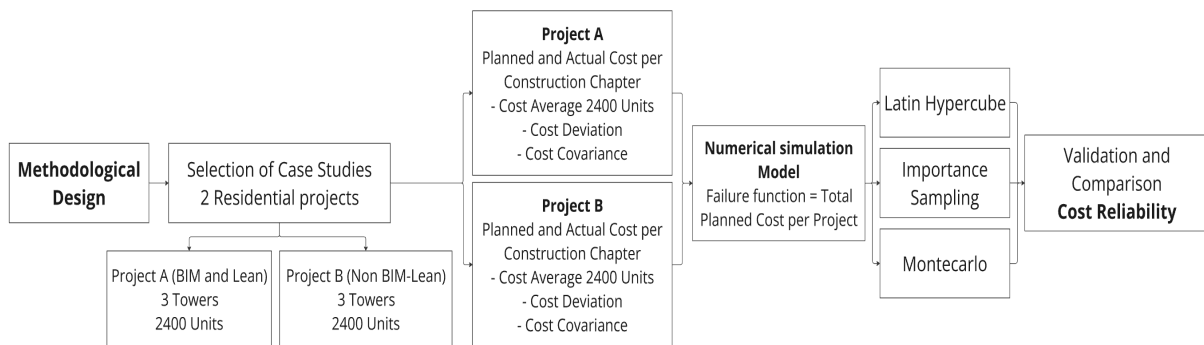 Methodological
Design
Selection of Case Studies
2 Residential projects
Project A (BIM and Lean)
3 Towers
2400 Units
Project B (Non BIM-Lean)
3 Towers
2400 Units
Project A
Planned and Actual Cost per
Construction Chapter
- Cost Average 2400 Units
- Cost Deviation
- Cost Covariance
Project B
Planned and Actual Cost per
Construction Chapter
- Cost Average 2400 Units
- Cost Deviation
- Cost Covariance
Numerical simulation
Model
Failure function = Total
Planned Cost per Project
Latin Hypercube
Importance
Sampling
Montecarlo
Validation and
Comparison
Cost Reliability